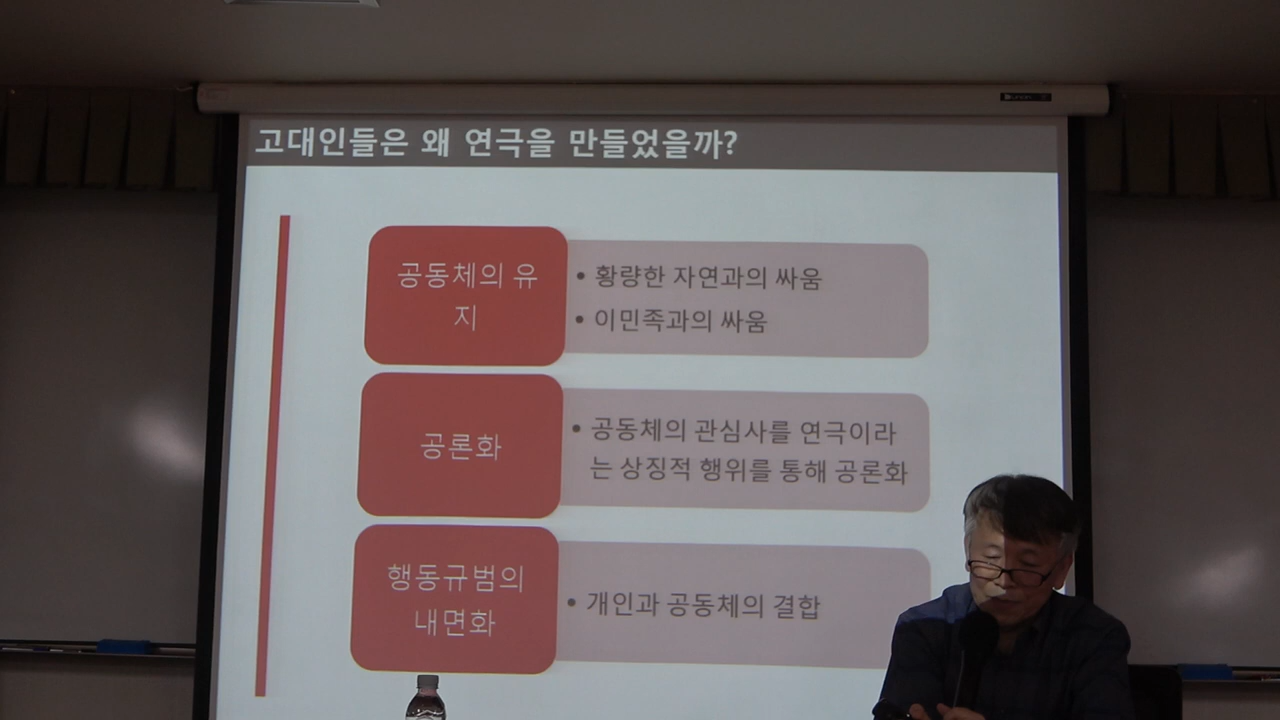 고대인들은 왜 연극을 만들었을까?
공동체의 유
지
• 황량한 자연과의 싸움
• 이민족과의 싸움
공론화
• 공동체의 관심사를 연극이라
는 상징적 행위를 통해 공론화
행동규범의
내면화
• 개인과 공동체의 결합